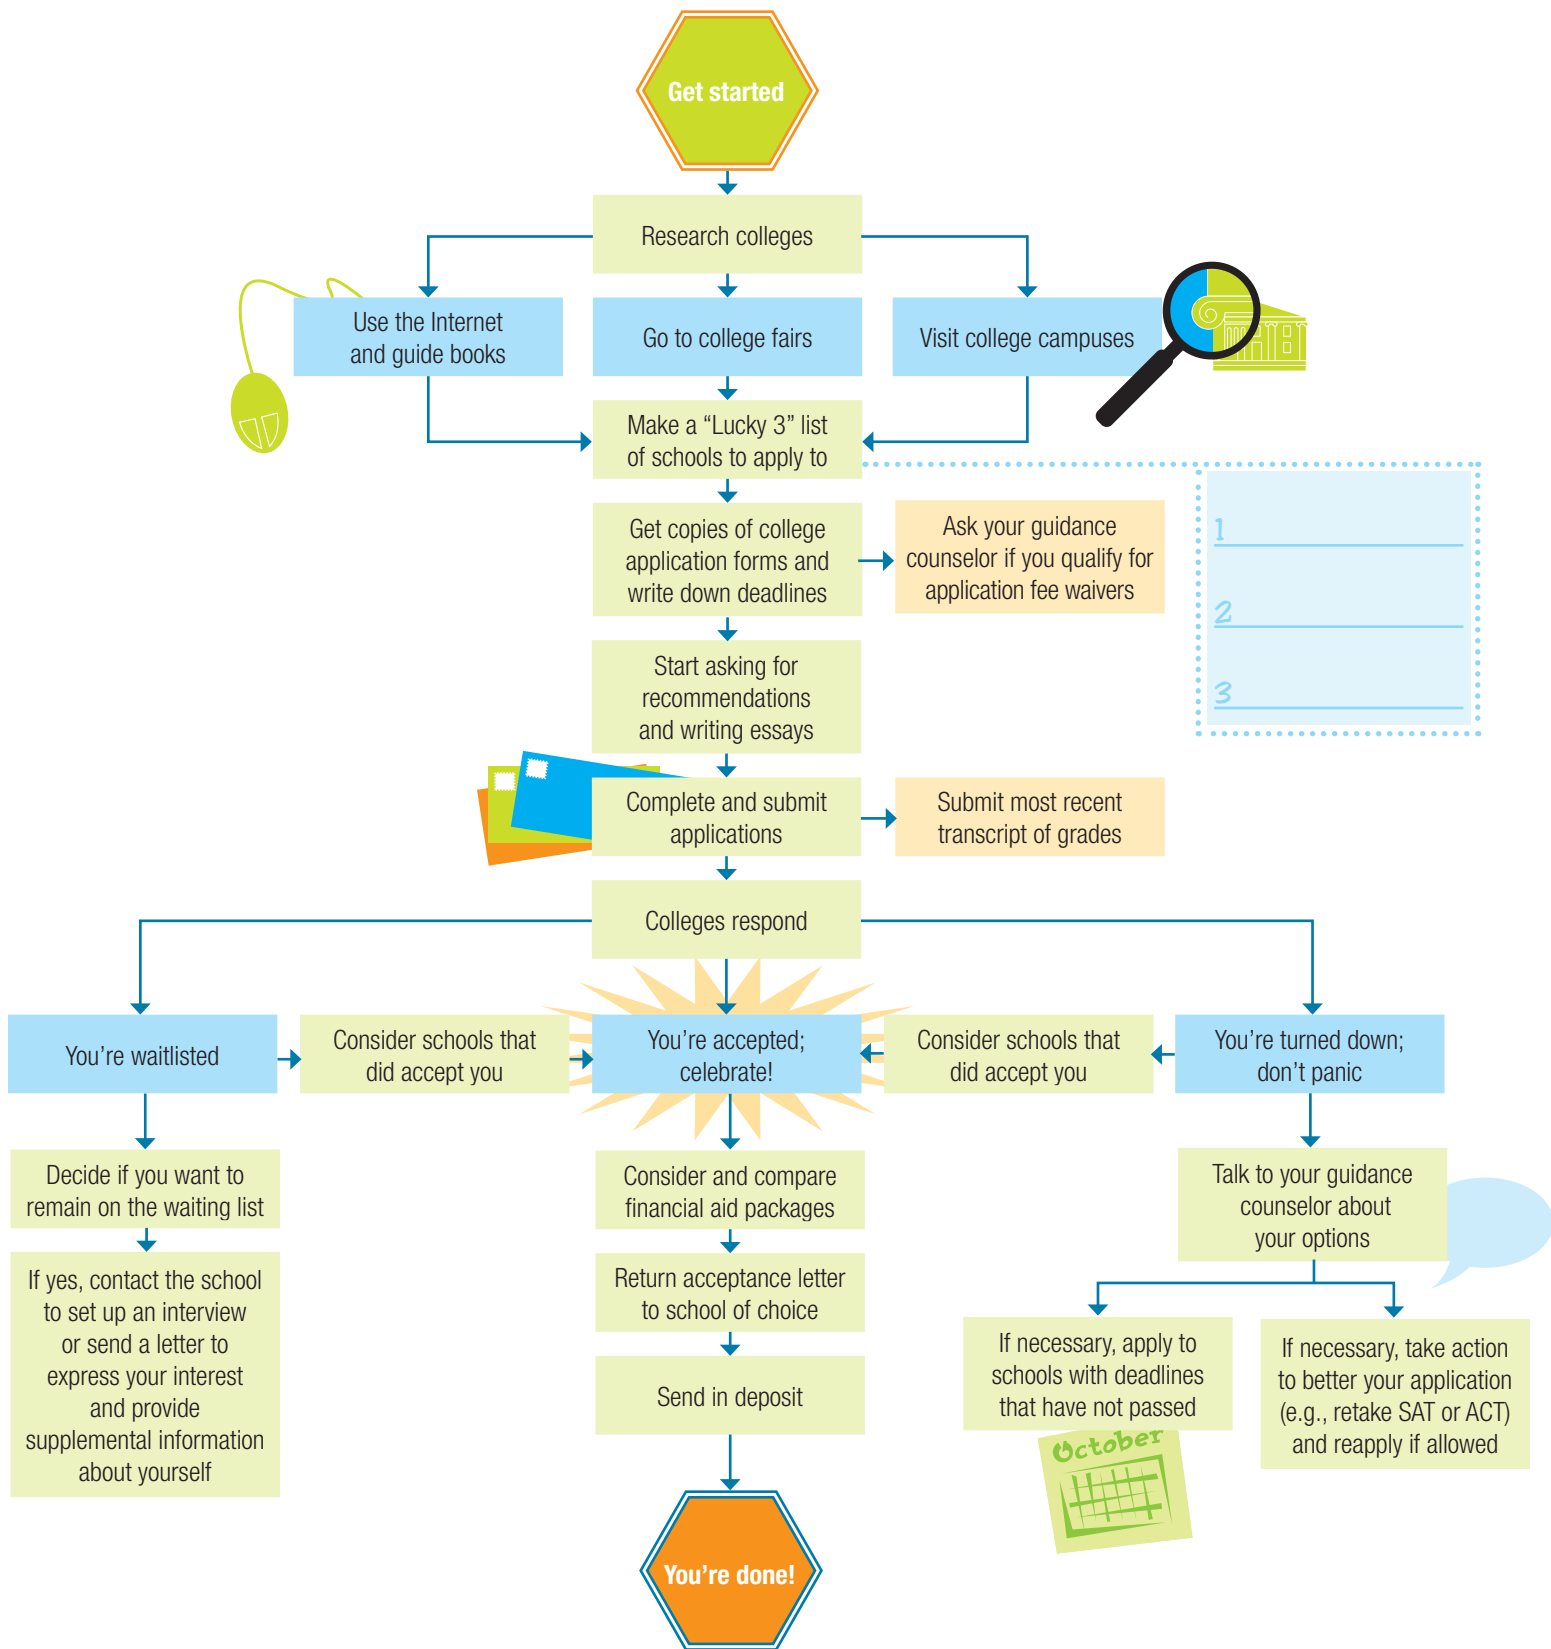 Get started
Research colleges
Use the Internet
and guide books
Go to college fairs
Visit college campuses
Make a “Lucky 3” list
of schools to apply to
Get copies of college
application forms and
write down deadlines
Ask your guidance
counselor if you qualify for
application fee waivers
1
2
3
Start asking for
recommendations
and writing essays
Complete and submit
applications
Submit most recent
transcript of grades
Colleges respond
You’re waitlisted
Consider schools that
did accept you
You’re accepted;
celebrate!
Consider schools that
did accept you
You’re turned down;
don’t panic
Decide if you want to
remain on the waiting list
If yes, contact the school
to set up an interview
or send a letter to
express your interest
and provide
supplemental information
about yourself
Consider and compare
financial aid packages
Return acceptance letter
to school of choice
Send in deposit
Talk to your guidance
counselor about
your options
If necessary, apply to
schools with deadlines
that have not passed
October
If necessary, take action
to better your application
(e.g., retake SAT or ACT)
and reapply if allowed
You’re done!